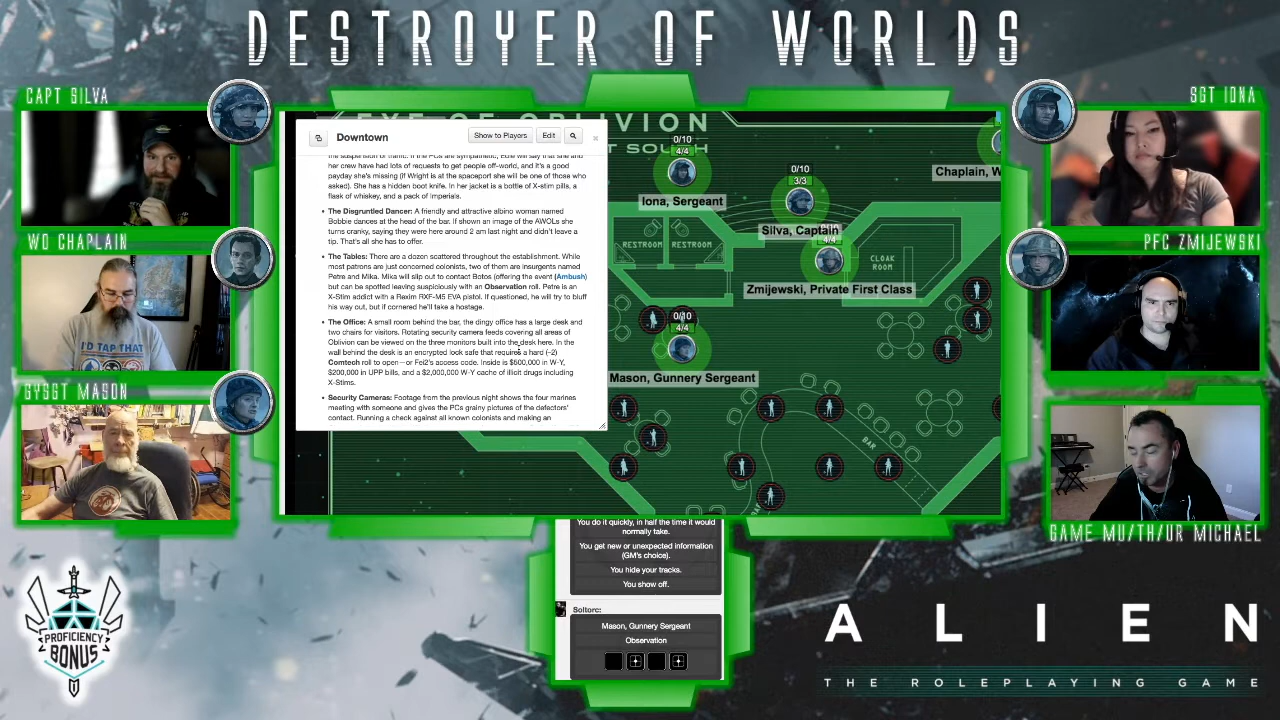 DESTROYER OF WORLDS
CAPT SILVA
WO CHAPLAIN
I'D TAP THAT
GYSGT MASON
SGT IONA
PFC ZMIJEWSKI
GAME MU/TH/UR MICHAEL
EYE OF OBLIVION
T SOUTH
Downtown
Show to Players
Edit
her crew have had lots of requests to get people off-world, and it's a good
payday she's missing (if Wright is at the spaceport she will be one of those who
asked). She has a hidden boot knife. In her jacket is a bottle of X-stim pills, a
flask of whiskey, and a pack of Imperials.
• The Disgruntled Dancer: A friendly and attractive albino woman named
Bobbie dances at the head of the bar. If shown an image of the AWOLs she
turns cranky, saying they were here around 2 am last night and didn't leave a
tip. That's all she has to offer.
• The Tables: There are a dozen scattered throughout the establishment. While
most patrons are just concerned colonists, two of them are insurgents named
Petre and Mika. Mika will slip out to contact Botos (offering the event (Ambush)
but can be spotted leaving suspiciously with an Observation roll. Petre is an
X-Stim addict with a Rexim RXF-M5 EVA pistol. If questioned, he will try to bluff
his way out, but if cornered he'll take a hostage.
• The Office: A small room behind the bar, the dingy office has a large desk and
two chairs for visitors. Rotating security camera feeds covering all areas of
Oblivion can be viewed on the three monitors built into the desk here. In the
wall behind the desk is an encrypted lock safe that requires a hard (–2)
Comtech roll to open— or Fei2's access code. Inside is $500,000 in W-Y,
$200,000 in UPP bills, and a $2,000,000 W-Y cache of illicit drugs including
X-Stims.
• Security Cameras: Footage from the previous night shows the four marines
meeting with someone and gives the PCs grainy pictures of the defectors'
contact. Running a check against all known colonists and making an
0/10
4/4
Iona, Sergeant
0/10
3/3
Silva, Captain
4/4
Zmijewski, Private First Class
Chaplain, W
0/10
4/4
Mason, Gunnery Sergeant
RESTROOM
RESTROOM
CLOAK
ROOM
BAR
You do it quickly, in half the time it would
normally take.
You get new or unexpected information
(GM's choice).
You hide your tracks.
You show off.
Soltorc:
Mason, Gunnery Sergeant
Observation
PROFICIENCY
BONUS
ALIEN
THE ROLEPLAYING GAME